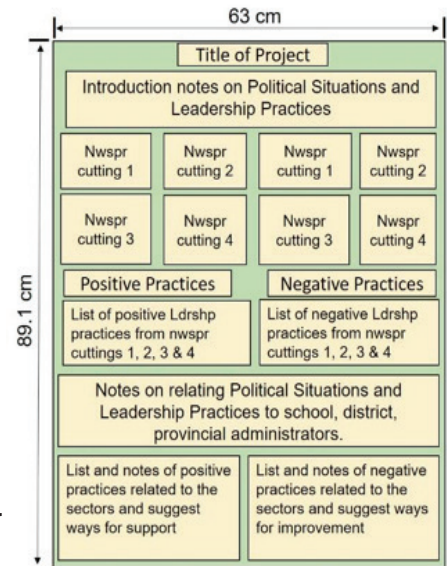 63 cm
89.1 cm
Title of Project
Introduction notes on Political Situations and
Leadership Practices
Nwspr
cutting 1
Nwspr
cutting 2
Nwspr
cutting 1
Nwspr
cutting 2
Nwspr
cutting 3
Nwspr
cutting 4
Nwspr
cutting 3
Nwspr
cutting 4
Positive Practices
Negative Practices
List of positive Ldrshp
practices from nwspr
cuttings 1, 2, 3 & 4
List of negative Ldrshp
practices from nwspr
cuttings 1, 2, 3 & 4
Notes on relating Political Situations and
Leadership Practices to school, district,
provincial administrators.
List and notes of positive
practices related to the
sectors and suggest
ways for support
List and notes of negative
practices related to the
sectors and suggest ways
for improvement